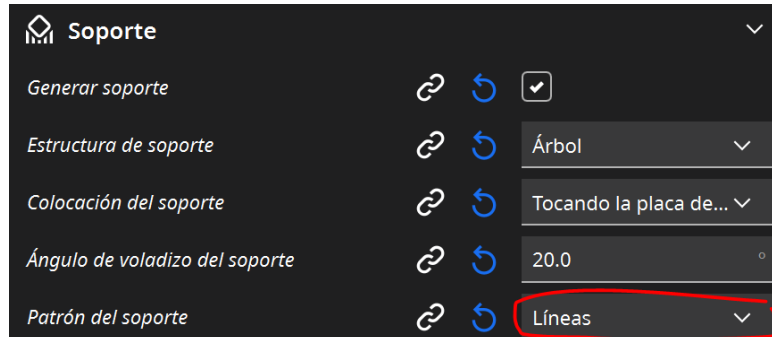 Soporte
Generar soporte
Estructura de soporte Árbol
Colocación del soporte Tocando la placa de...
Ángulo de voladizo del soporte 20.0 °
Patrón del soporte Líneas